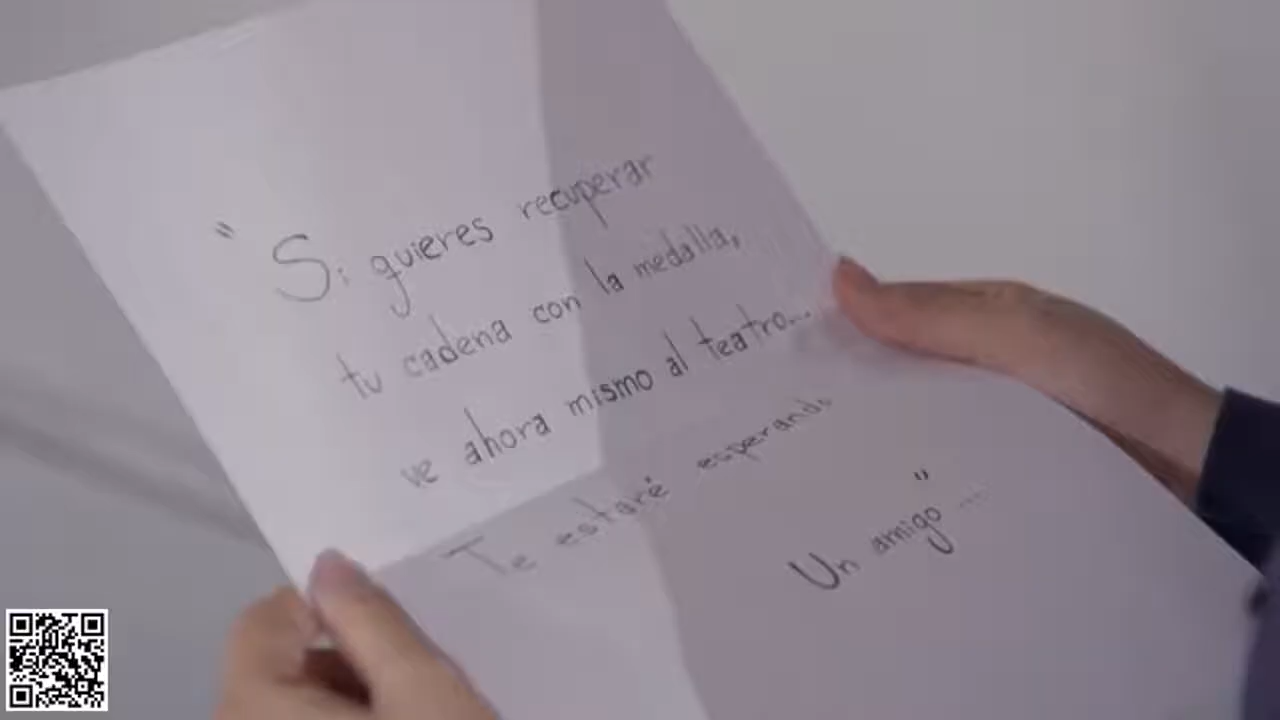 "Si quieres recuperar
tu cadena con la medalla,
ve ahora mismo al teatro...
Te estaré esperando
"
Un amigo...